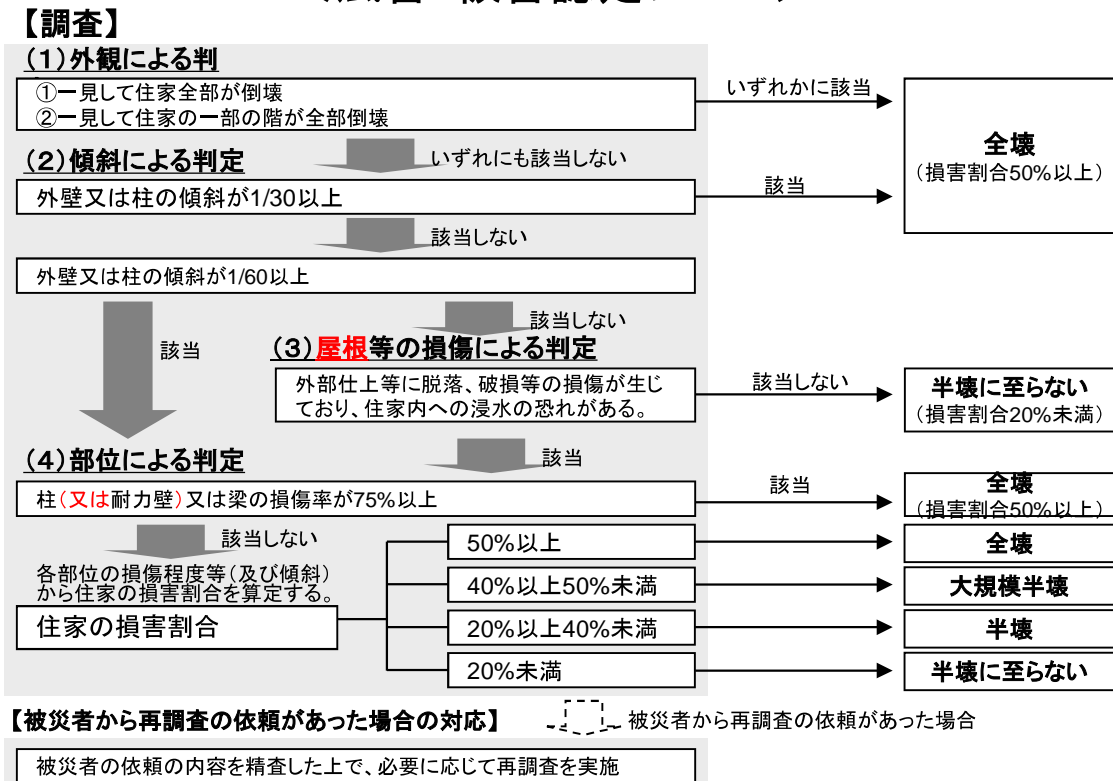 【調査】
(1)外観による判
①一見して住家全部が倒壊
②一見して住家の一部の階が全部倒壊
いずれかに該当
全壊
(損害割合50%以上)
いずれにも該当しない
(2)傾斜による判定
外壁又は柱の傾斜が1/30以上
該当
該当しない
外壁又は柱の傾斜が1/60以上
該当
該当しない
(3)屋根等の損傷による判定
外部仕上等に脱落、破損等の損傷が生じ
ており、住家内への浸水の恐れがある。
該当しない
半壊に至らない
(損害割合20%未満)
該当
(4)部位による判定
柱(又は耐力壁)又は梁の損傷率が75%以上
該当
全壊
(損害割合50%以上)
該当しない
各部位の損傷程度等(及び傾斜)
から住家の損害割合を算定する。
住家の損害割合
50%以上
全壊
40%以上50%未満
大規模半壊
20%以上40%未満
半壊
20%未満
半壊に至らない
【被災者から再調査の依頼があった場合の対応】
被災者から再調査の依頼があった場合
被災者の依頼の内容を精査した上で、必要に応じて再調査を実施